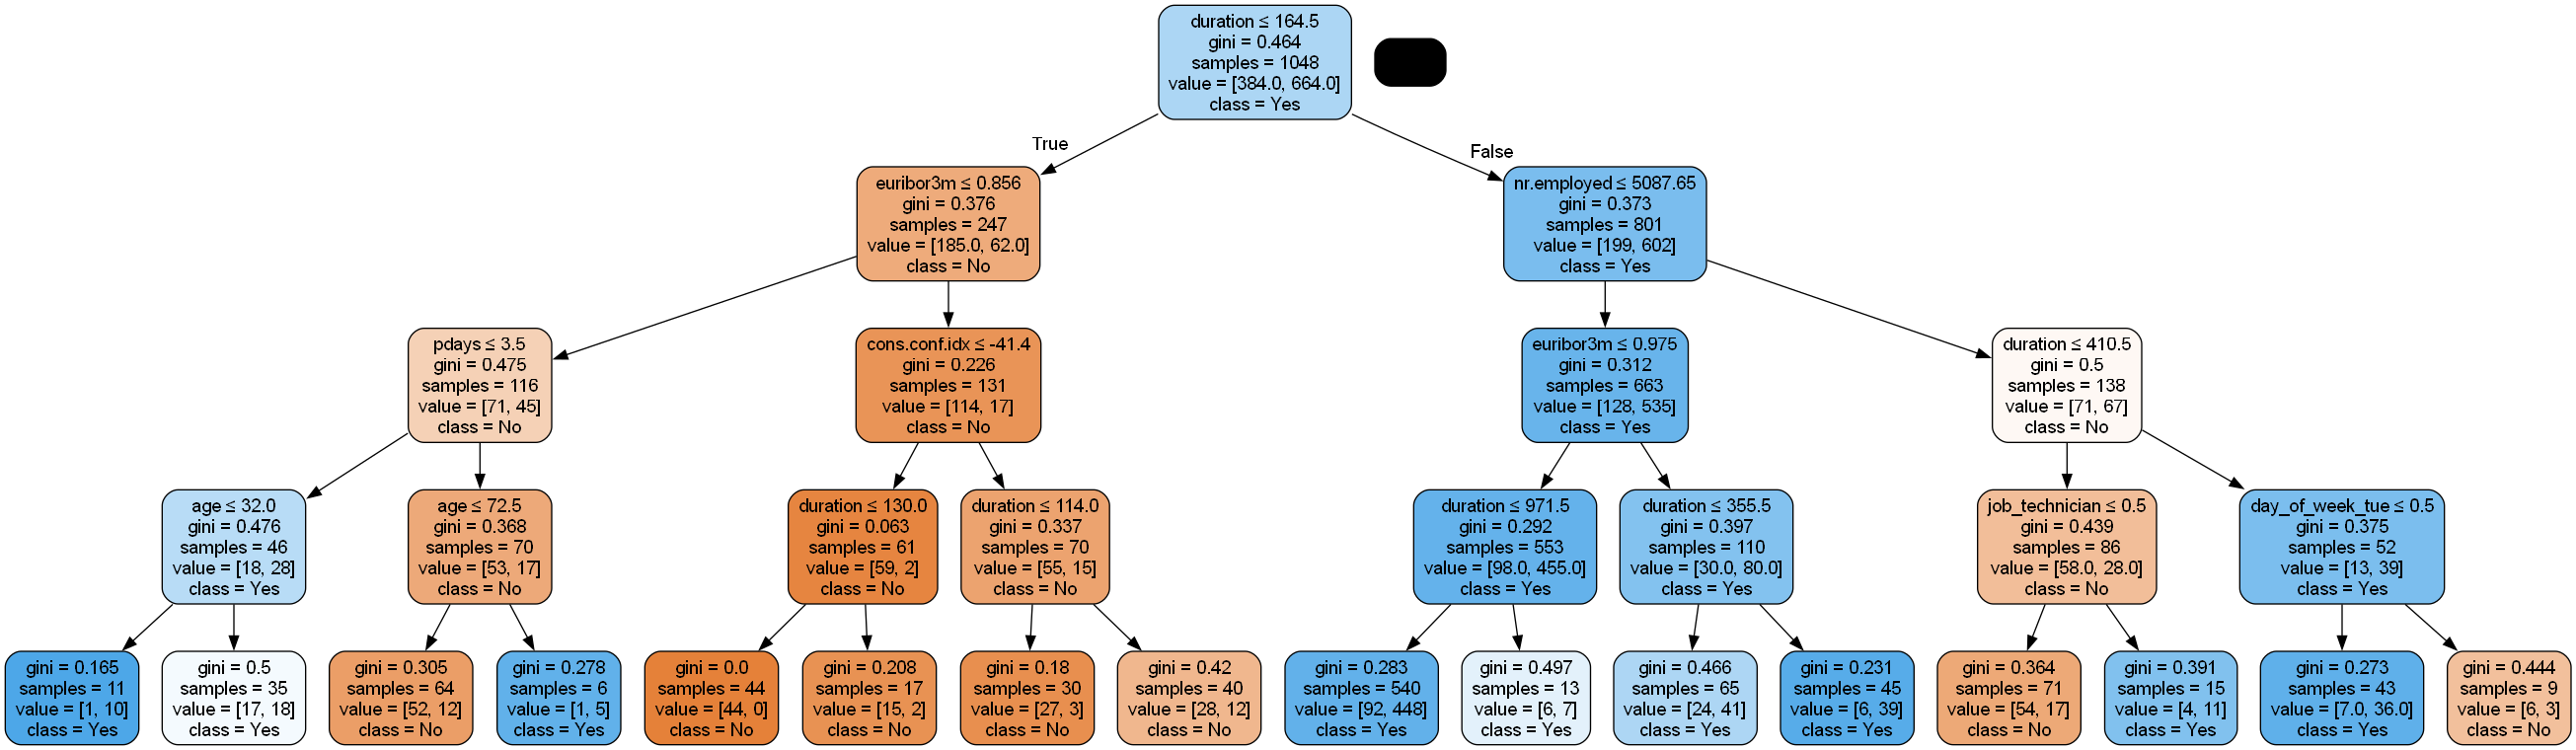 duration ≤ 164.5
gini = 0.464
samples = 1048
value = [384.0, 664.0]
class = Yes
True
False
euribor3m ≤ 0.856
gini = 0.376
samples = 247
value = [185.0, 62.0]
class = No
nr.employed ≤ 5087.65
gini = 0.373
samples = 801
value = [199, 602]
class = Yes
pdays ≤ 3.5
gini = 0.475
samples = 116
value = [71, 45]
class = No
cons.conf.idx ≤ -41.4
gini = 0.226
samples = 131
value = [114, 17]
class = No
euribor3m ≤ 0.975
gini = 0.312
samples = 663
value = [128, 535]
class = Yes
duration ≤ 410.5
gini = 0.5
samples = 138
value = [71, 67]
class = No
age ≤ 32.0
gini = 0.476
samples = 46
value = [18, 28]
class = Yes
age ≤ 72.5
gini = 0.368
samples = 70
value = [53, 17]
class = No
duration ≤ 130.0
gini = 0.063
samples = 61
value = [59, 2]
class = No
duration ≤ 114.0
gini = 0.337
samples = 70
value = [55, 15]
class = No
duration ≤ 971.5
gini = 0.292
samples = 553
value = [98.0, 455.0]
class = Yes
duration ≤ 355.5
gini = 0.397
samples = 110
value = [30.0, 80.0]
class = Yes
job_technician ≤ 0.5
gini = 0.439
samples = 86
value = [58.0, 28.0]
class = No
day_of_week_tue ≤ 0.5
gini = 0.375
samples = 52
value = [13, 39]
class = Yes
gini = 0.165
samples = 11
value = [1, 10]
class = Yes
gini = 0.5
samples = 35
value = [17, 18]
class = Yes
gini = 0.305
samples = 64
value = [52, 12]
class = No
gini = 0.278
samples = 6
value = [1, 5]
class = Yes
gini = 0.0
samples = 44
value = [44, 0]
class = No
gini = 0.208
samples = 17
value = [15, 2]
class = No
gini = 0.18
samples = 30
value = [27, 3]
class = No
gini = 0.42
samples = 40
value = [28, 12]
class = No
gini = 0.283
samples = 540
value = [92, 448]
class = Yes
gini = 0.497
samples = 13
value = [6, 7]
class = Yes
gini = 0.466
samples = 65
value = [24, 41]
class = Yes
gini = 0.231
samples = 45
value = [6, 39]
class = Yes
gini = 0.364
samples = 71
value = [54, 17]
class = No
gini = 0.391
samples = 15
value = [4, 11]
class = Yes
gini = 0.273
samples = 43
value = [7.0, 36.0]
class = Yes
gini = 0.444
samples = 9
value = [6, 3]
class = No